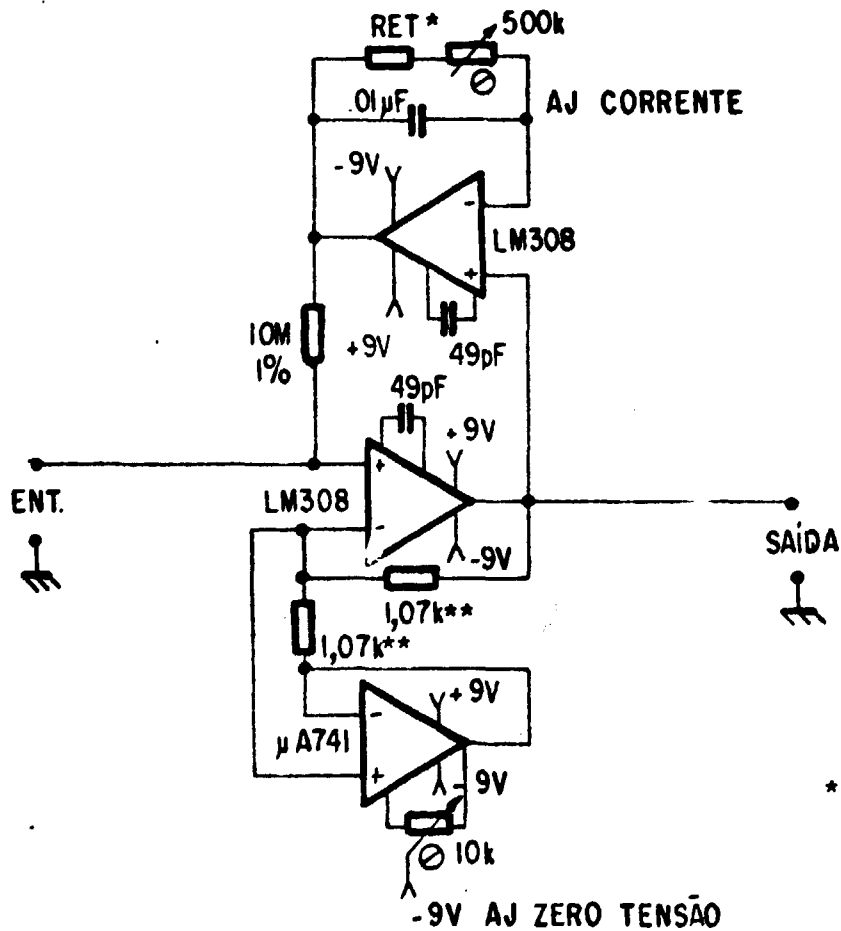 RET*
500k
.01µF
AJ CORRENTE
-9V
-
LM308
+
10M
1%
+9V
49pF
49pF
+9V
+
ENT.
LM308
-
-9V
SAÍDA
1,07k**
1,07k**
+9V
-
µA741
+
-9V
*
10k
-9V AJ ZERO TENSÃO